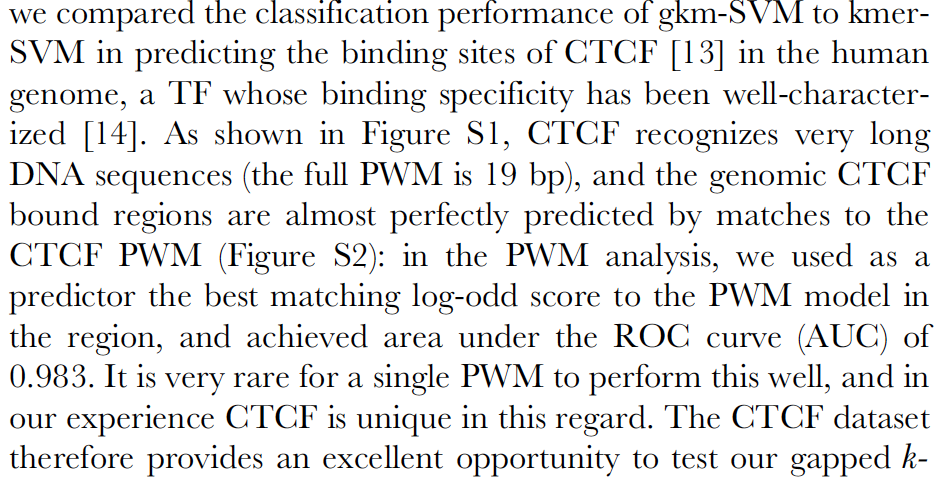 we compared the classification performance of gkm-SVM to kmer-
SVM in predicting the binding sites of CTCF [13] in the human
genome, a TF whose binding specificity has been well-character-
ized [14]. As shown in Figure S1, CTCF recognizes very long
DNA sequences (the full PWM is 19 bp), and the genomic CTCF
bound regions are almost perfectly predicted by matches to the
CTCF PWM (Figure S2): in the PWM analysis, we used as a
predictor the best matching log-odd score to the PWM model in
the region, and achieved area under the ROC curve (AUC) of
0.983. It is very rare for a single PWM to perform this well, and in
our experience CTCF is unique in this regard. The CTCF dataset
therefore provides an excellent opportunity to test our gapped k-